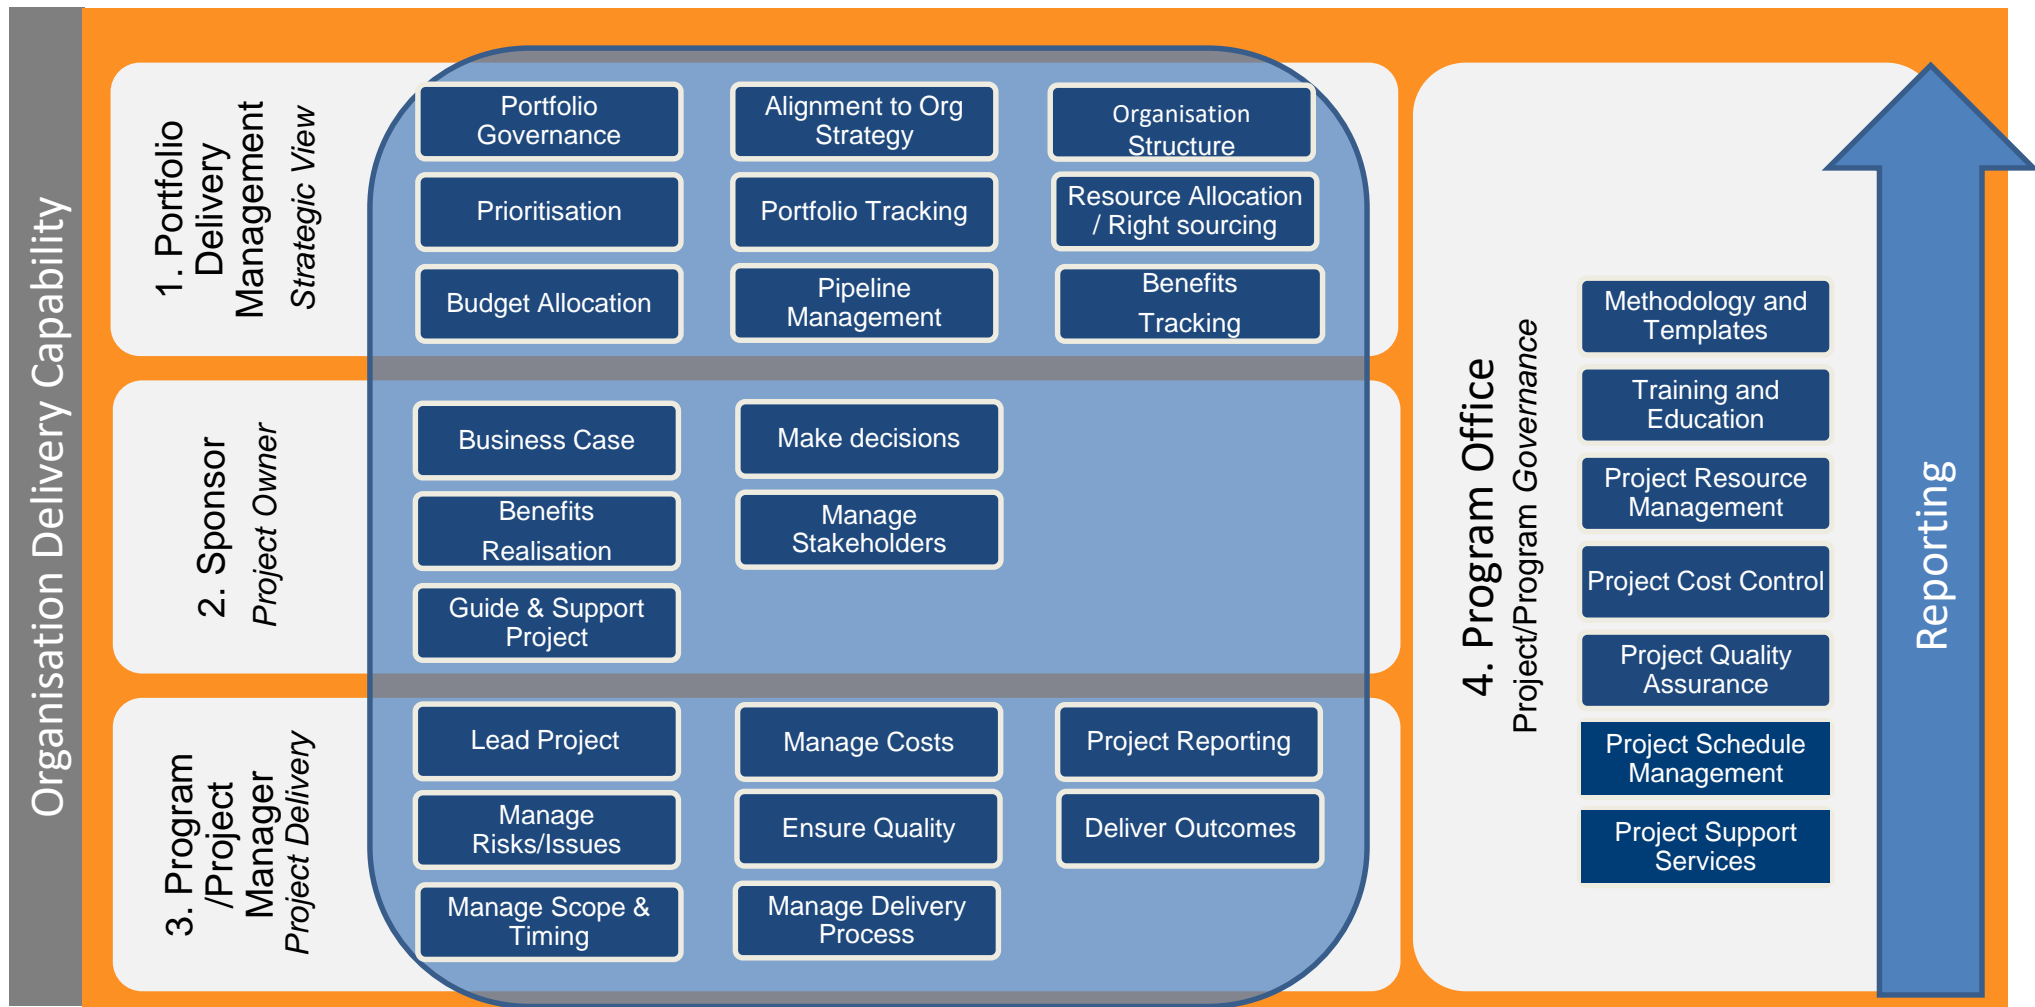 Organisation Delivery Capability
1. Portfolio
Delivery
Management
Strategic View
Portfolio
Governance
Alignment to Org
Strategy
Organisation
Structure
Prioritisation
Portfolio Tracking
Resource Allocation
/ Right sourcing
Budget Allocation
Pipeline
Management
Benefits
Tracking
2. Sponsor
Project Owner
Business Case
Make decisions
Benefits
Realisation
Manage
Stakeholders
Guide & Support
Project
3. Program
/Project
Manager
Project Delivery
Lead Project
Manage Costs
Project Reporting
Manage
Risks/Issues
Ensure Quality
Deliver Outcomes
Manage Scope &
Timing
Manage Delivery
Process
4. Program Office
Project/Program Governance
Methodology and
Templates
Training and
Education
Project Resource
Management
Project Cost Control
Project Quality
Assurance
Project Schedule
Management
Project Support
Services
Reporting